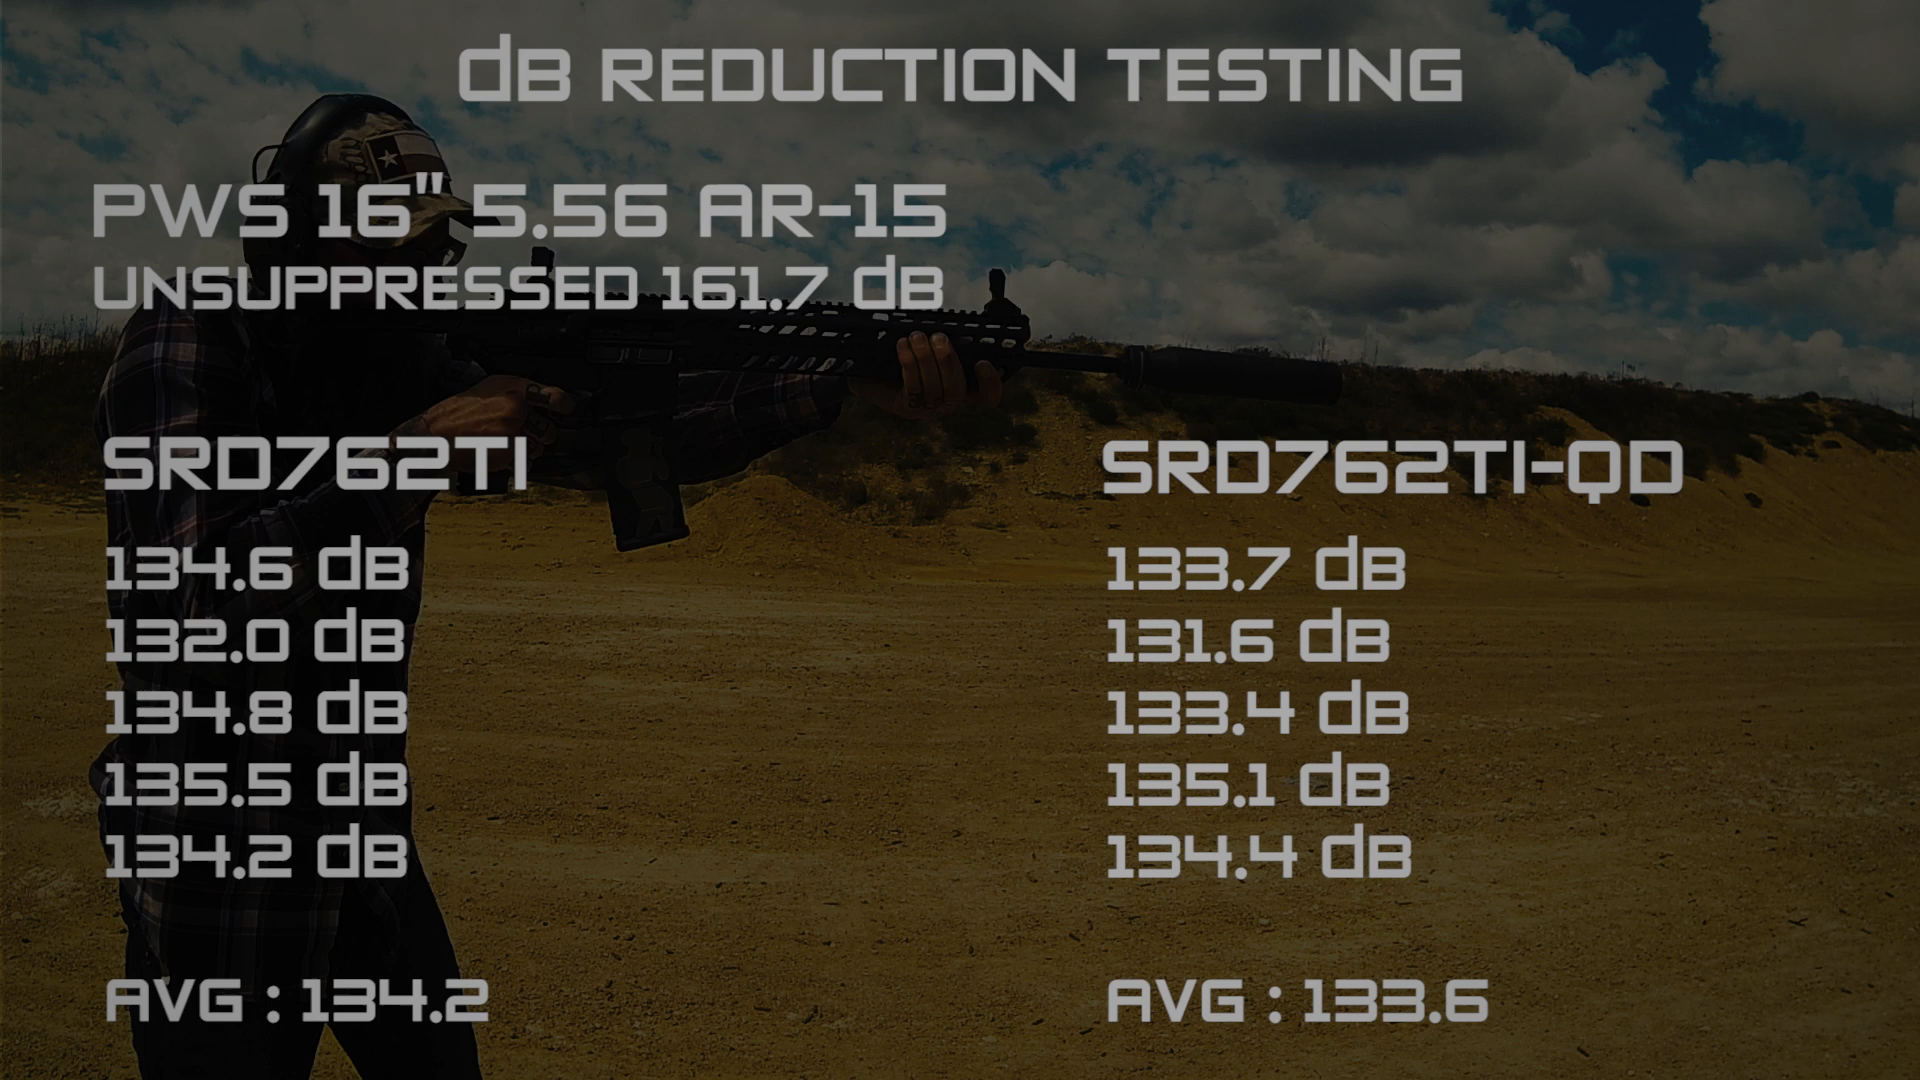 dB REDUCTION TESTING
PWS 16" 5.56 AR-15
UNSUPPRESSED 161.7 dB
SRD762TI
134.6 dB
132.0 dB
134.8 dB
135.5 dB
134.2 dB
AVG : 134.2
SRD762TI-QD
133.7 dB
131.6 dB
133.4 dB
135.1 dB
134.4 dB
AVG : 133.6